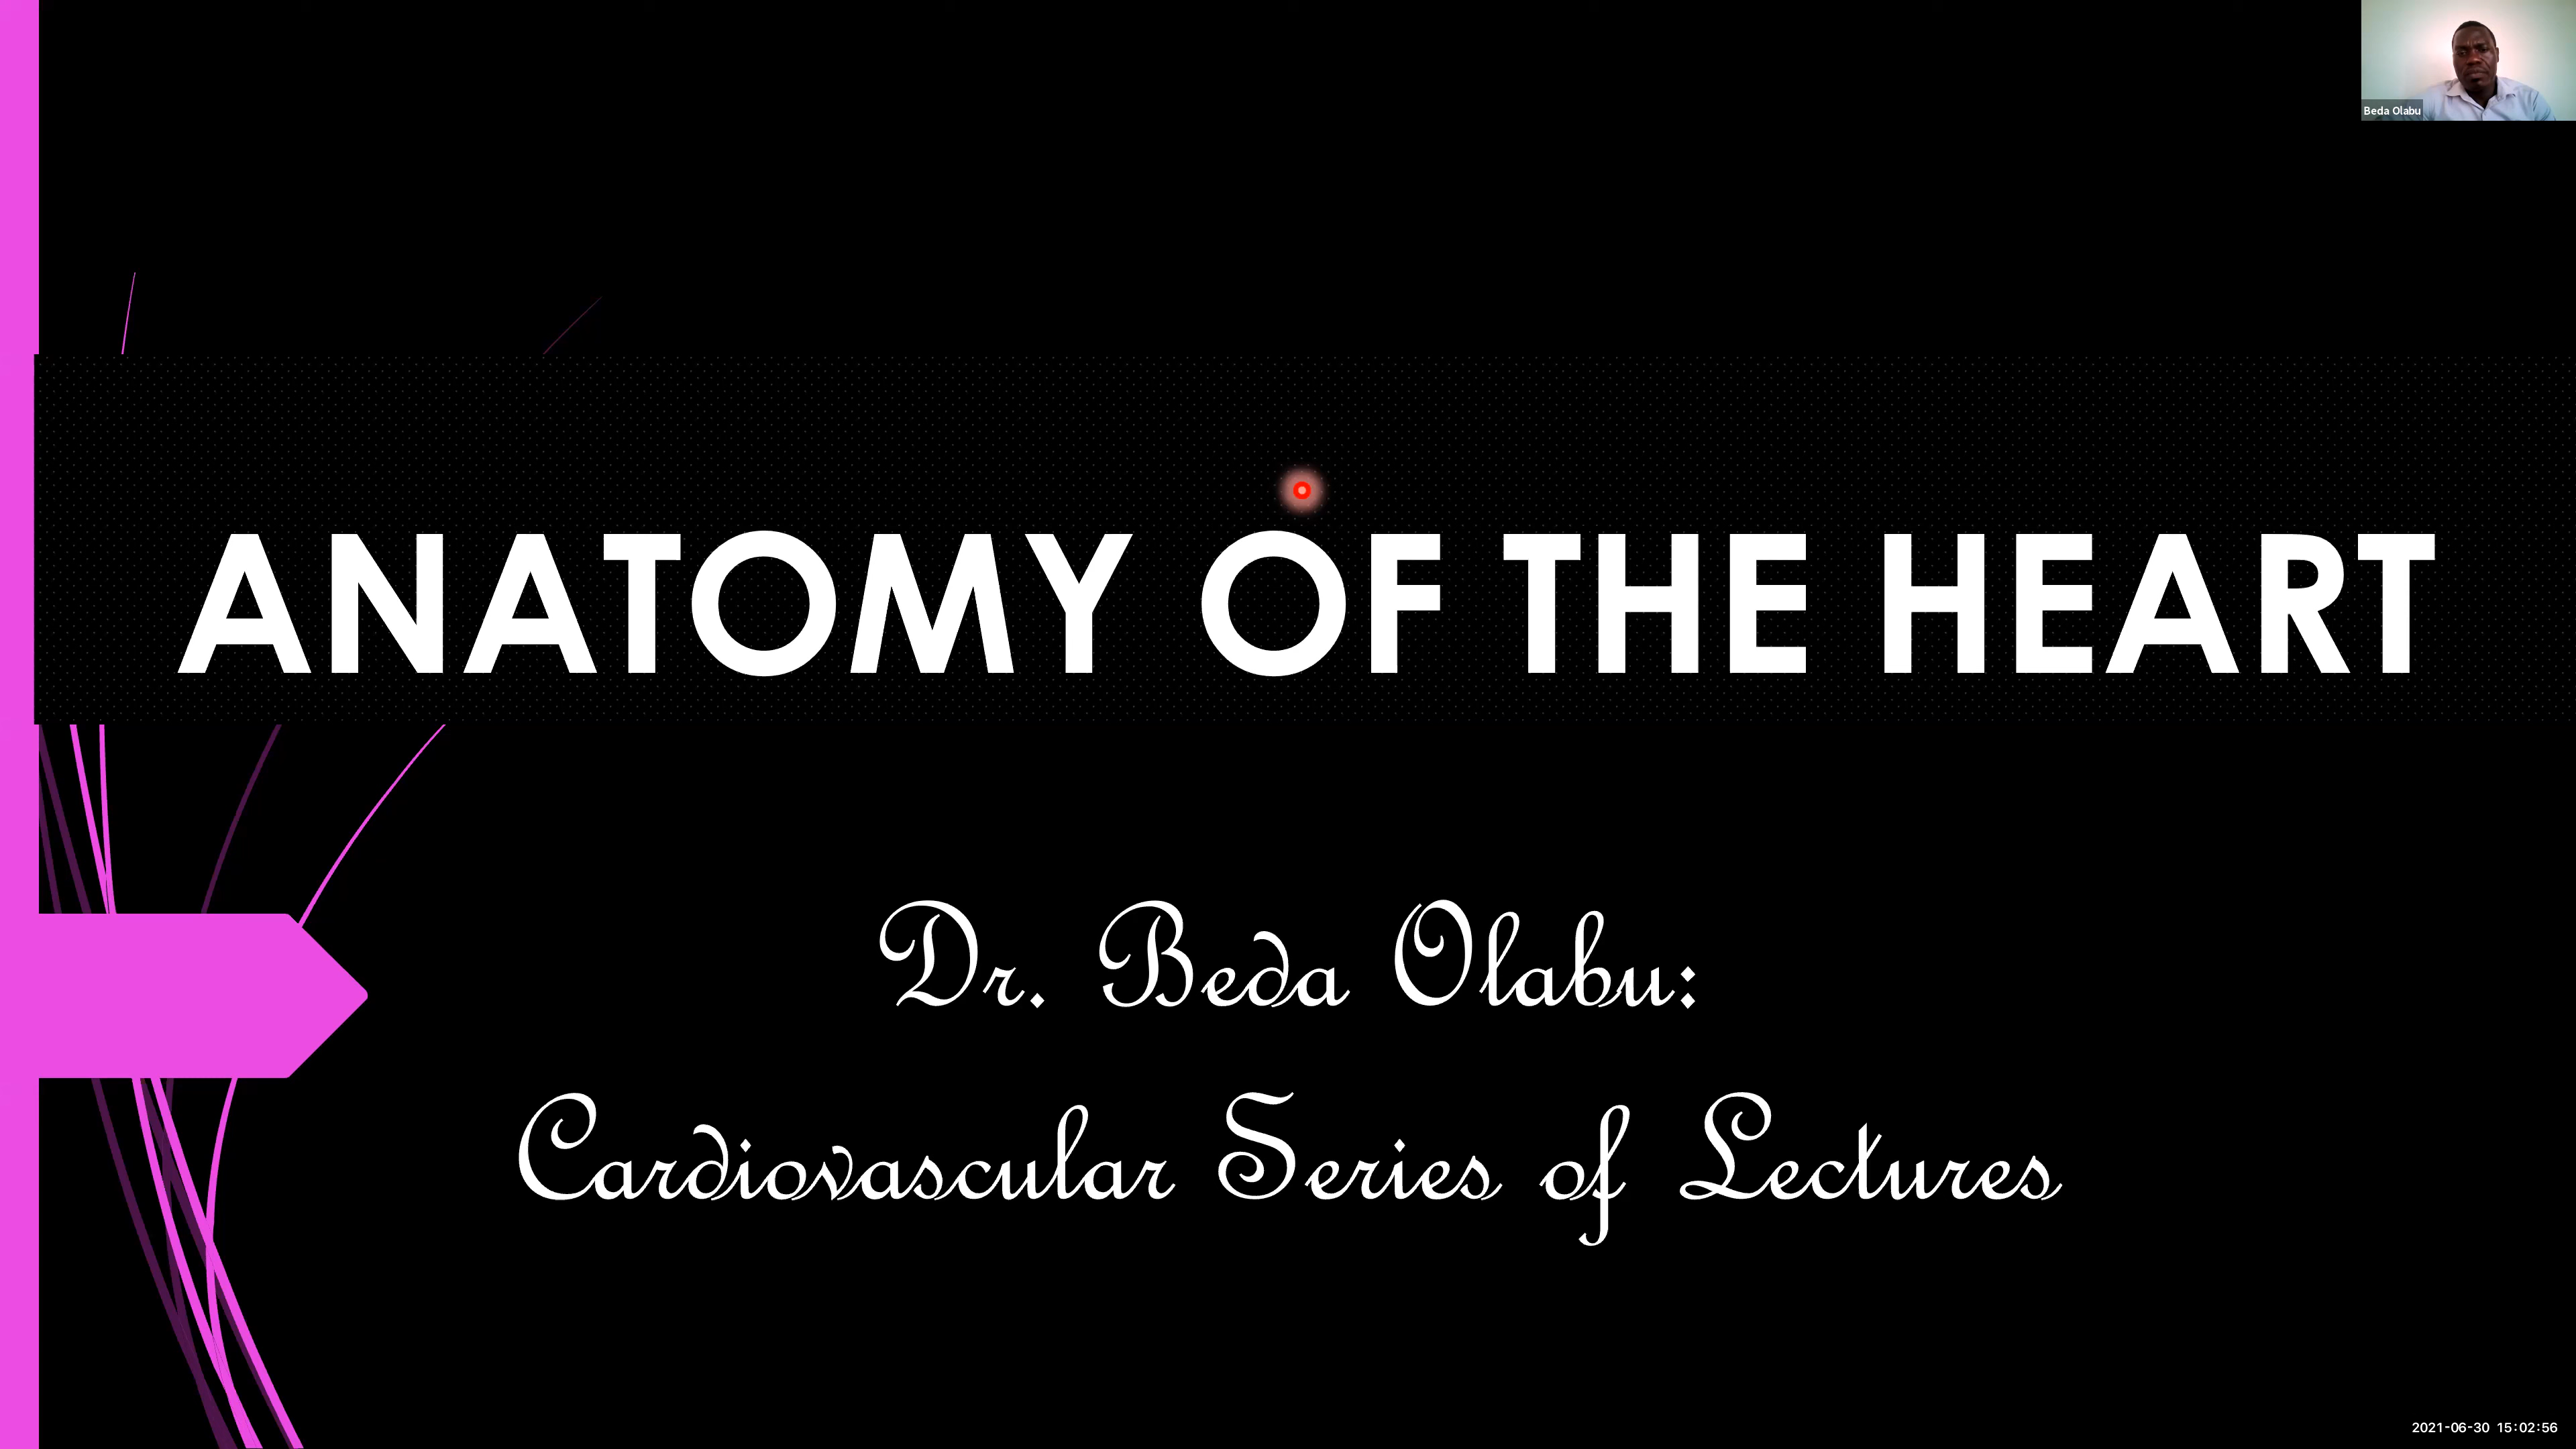 Beda Olabu
ANATOMY OF THE HEART
Dr. Beda Olabu:
Cardiovascular Series of Lectures
2021-06-30 15:02:56